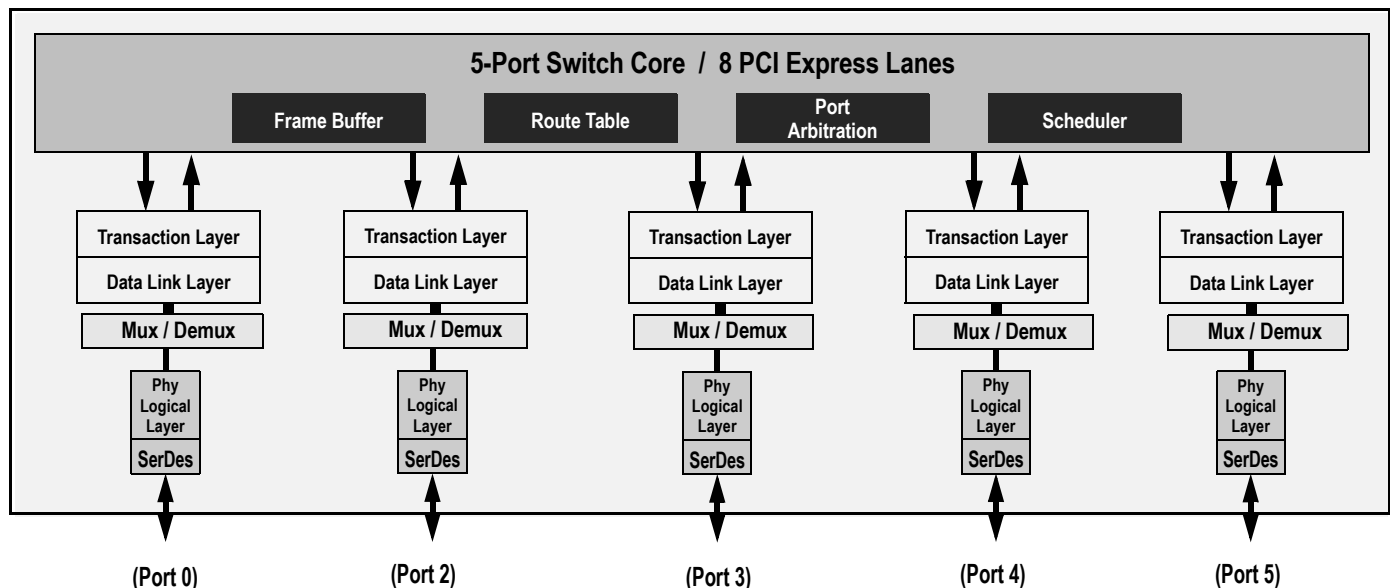 5-Port Switch Core / 8 PCI Express Lanes
Frame Buffer
Route Table
Port
Arbitration
Scheduler
Transaction Layer
Data Link Layer
Mux / Demux
Phy
Logical
Layer
SerDes
(Port 0)
Transaction Layer
Data Link Layer
Mux / Demux
Phy
Logical
Layer
SerDes
(Port 2)
Transaction Layer
Data Link Layer
Mux / Demux
Phy
Logical
Layer
SerDes
(Port 3)
Transaction Layer
Data Link Layer
Mux / Demux
Phy
Logical
Layer
SerDes
(Port 4)
Transaction Layer
Data Link Layer
Mux / Demux
Phy
Logical
Layer
SerDes
(Port 5)